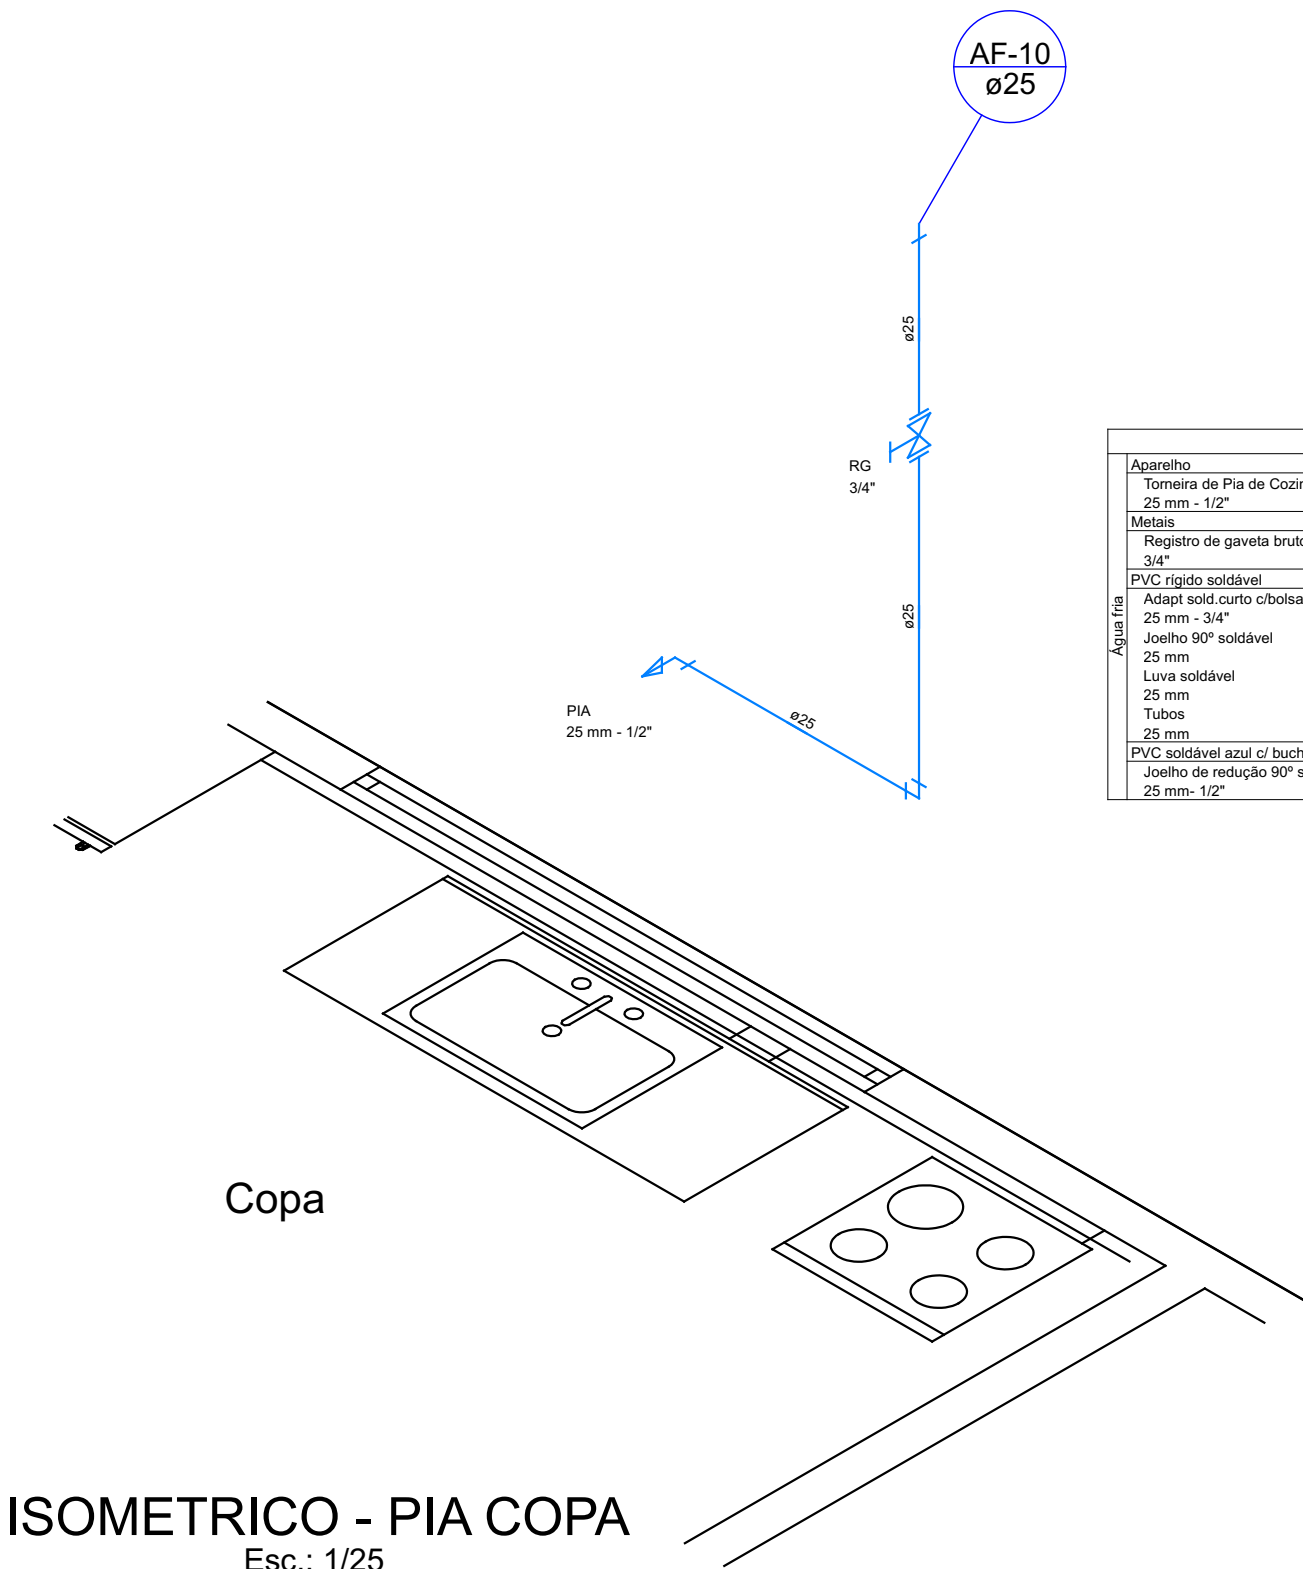 AF-10
ø25
ø25
RG
3/4"
ø25
PIA
25 mm - 1/2"
ø25
Água fria
Aparelho
Torneira de Pia de
25 mm - 1/2"
Metais
Registro de gaveta
3/4"
PVC rígido soldável
Adapt sold.curto c/bolsa
25 mm - 3/4"
Joelho 90º soldável
25 mm
Luva soldável
25 mm
Tubos
25 mm
PVC soldável azul c/
Joelho de redução 90º
25 mm- 1/2"
Copa
ISOMETRICO - PIA COPA
Esc.: 1/25